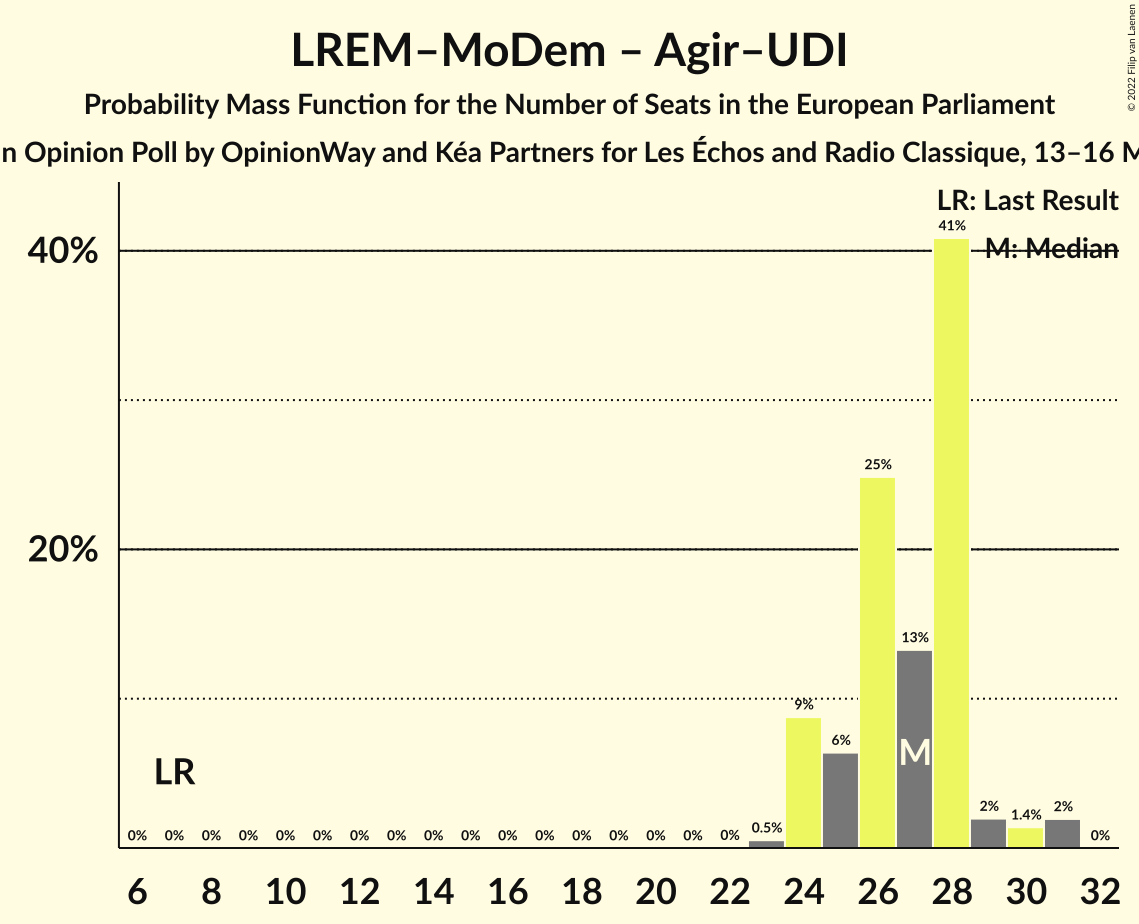 LREM–MoDem – Agir–UDI
Probability Mass Function for the Number of Seats in the European Parliament
n Opinion Poll by OpinionWay and Kéa Partners for Les Échos and Radio Classique, 13–16 M
© 2022 Filip van Laenen
LR: Last Result
M: Median
40%
20%
41%
25%
13%
9%
6%
M
LR
0% 0% 0% 0% 0% 0% 0% 0% 0% 0% 0% 0% 0% 0% 0% 0% 0% 0.5% 2% 1.4% 2% 0%
6 8 10 12 14 16 18 20 22 24 26 28 30 32